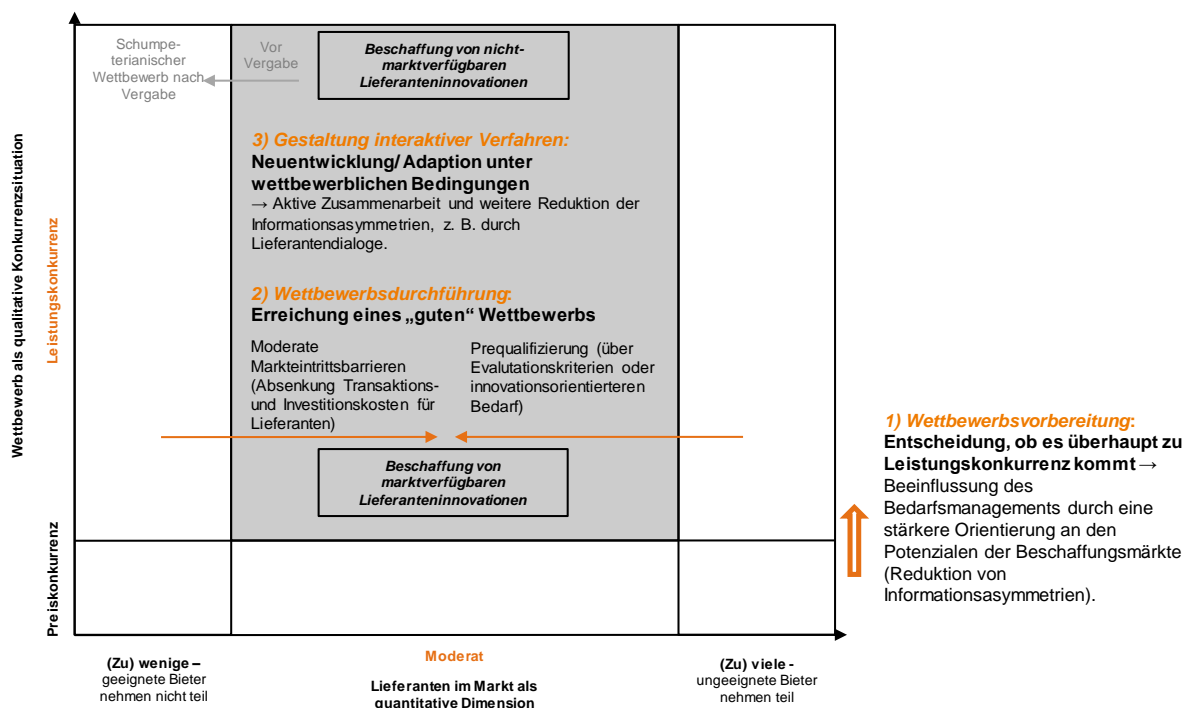 Schumpe-
terianischer
Wettbewerb nach
Vergabe
Vor
Vergabe
Beschaffung von nicht-
marktverfügbaren
Lieferanteninnovationen
3) Gestaltung interaktiver Verfahren:
Neuentwicklung/ Adaption unter
wettbewerblichen Bedingungen
→ Aktive Zusammenarbeit und weitere Reduktion der
Informationsasymmetrien, z. B. durch
Lieferantendialoge.
2) Wettbewerbsdurchführung:
Erreichung eines „guten“ Wettbewerbs
Moderate
Markteintrittsbarrieren
(Absenkung Transaktions-
und Investitionskosten für
Lieferanten)
Prequalifizierung (über
Evalutationskriterien oder
innovationsorientierteren
Bedarf)
Beschaffung von
marktverfügbaren
Lieferanteninnovationen
Wettbewerb als qualitative Konkurrenzsituation
Leistungskonkurrenz
Preiskonkurrenz
1) Wettbewerbsvorbereitung:
Entscheidung, ob es überhaupt zu
Leistungskonkurrenz kommt →
Beeinflussung des
Bedarfsmanagements durch eine
stärkere Orientierung an den
Potenzialen der Beschaffungsmärkte
(Reduktion von
Informationsasymmetrien).
(Zu) wenige –
geeignete Bieter
nehmen nicht teil
Moderat
Lieferanten im Markt als
quantitative Dimension
(Zu) viele -
ungeeignete Bieter
nehmen teil